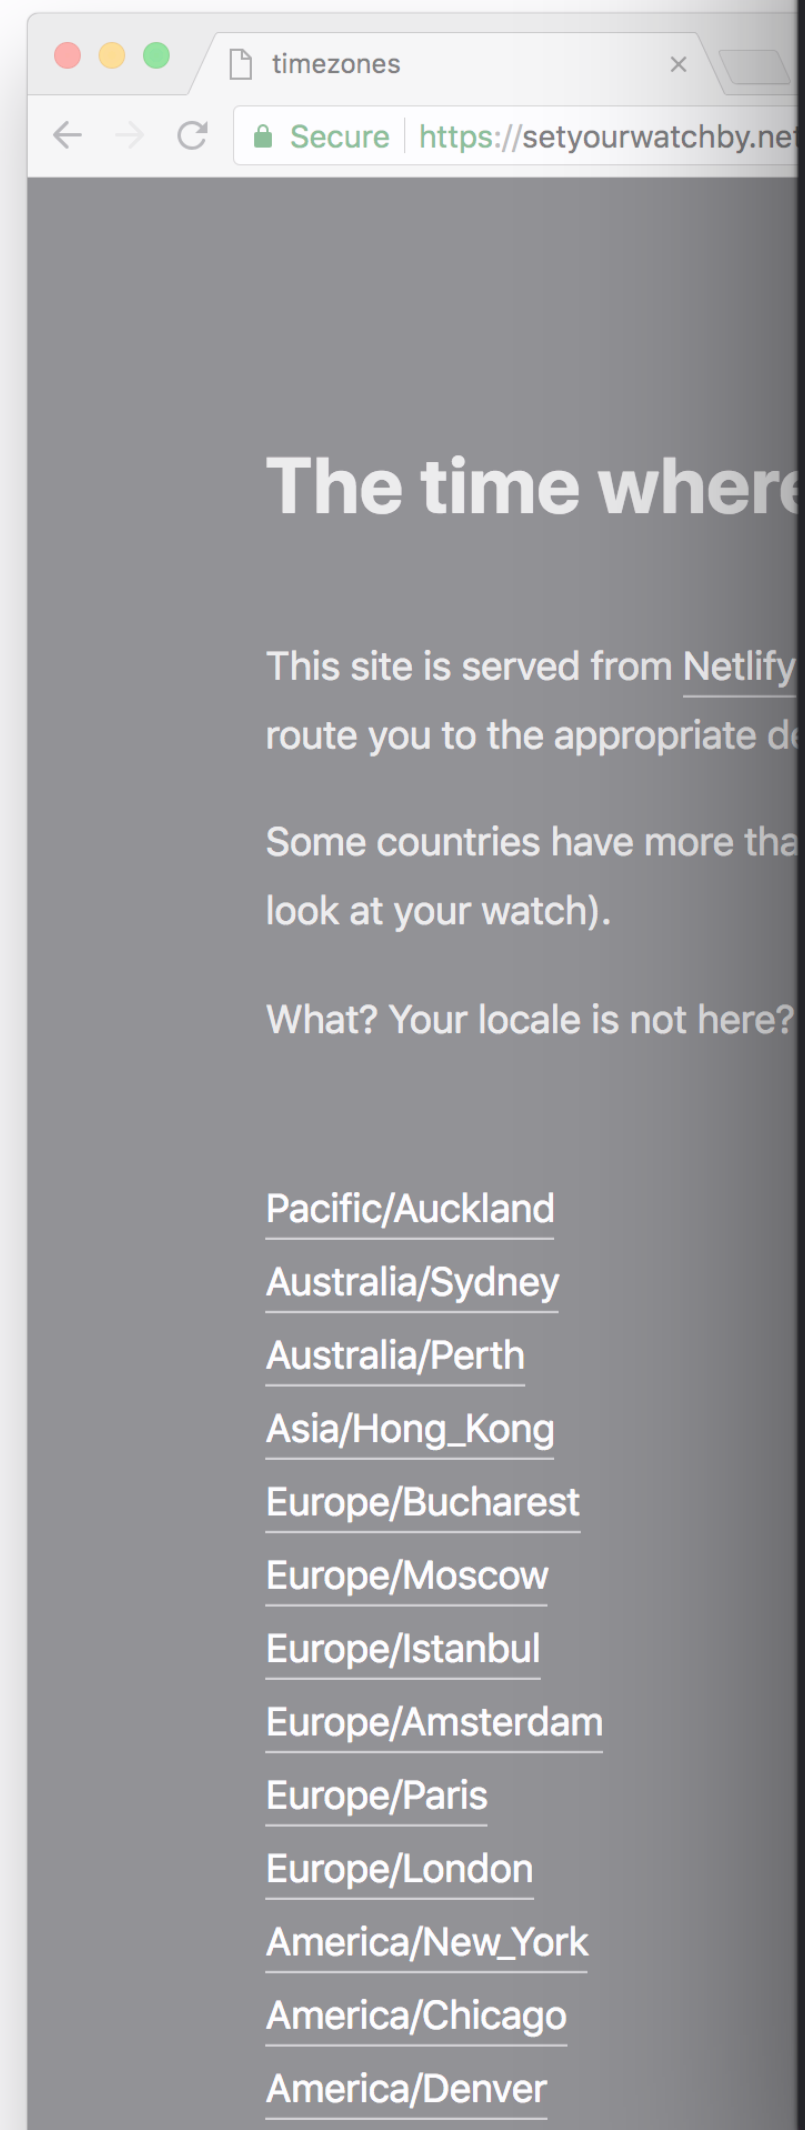 timezones
Secure https://setyourwatchby.net
The time where
This site is served from Netlify
route you to the appropriate
Some countries have more
look at your watch).
What? Your locale is not here?
Pacific/Auckland
Australia/Sydney
Australia/Perth
Asia/Hong_Kong
Europe/Bucharest
Europe/Moscow
Europe/Istanbul
Europe/Amsterdam
Europe/Paris
Europe/London
America/New_York
America/Chicago
America/Denver